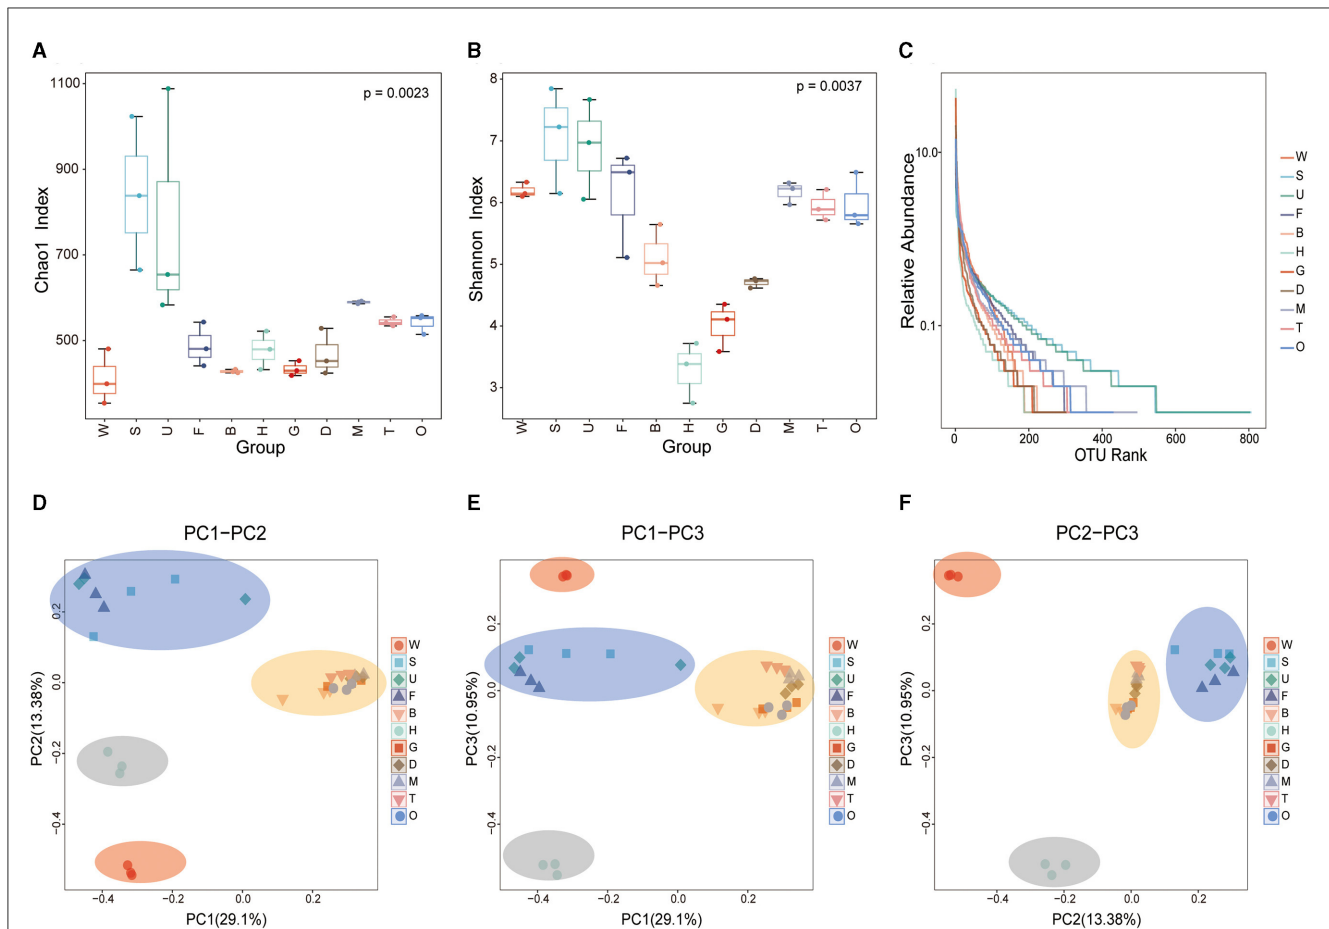 A
B
C
p = 0.0023
p = 0.0037
1100
900
700
500
Chao1 Index
W S U F B H G D M T O
Group
8
7
6
5
4
3
Shannon Index
W S U F B H G D M T O
Group
10.0
0.1
Relative Abundance
0 200 400 600 800
OTU Rank
W
S
U
F
B
H
G
D
M
T
O
D
E
F
PC1−PC2
PC1−PC3
PC2−PC3
0.2
0.0
−0.2
−0.4
PC2(13.38%)
−0.4 −0.2 0.0 0.2
PC1(29.1%)
W
S
U
F
B
H
G
D
M
T
O
0.2
0.0
−0.2
−0.4
PC3(10.95%)
−0.4 −0.2 0.0 0.2
PC1(29.1%)
W
S
U
F
B
H
G
D
M
T
O
0.2
0.0
−0.2
−0.4
PC3(10.95%)
−0.4 −0.2 0.0 0.2
PC2(13.38%)
W
S
U
F
B
H
G
D
M
T
O